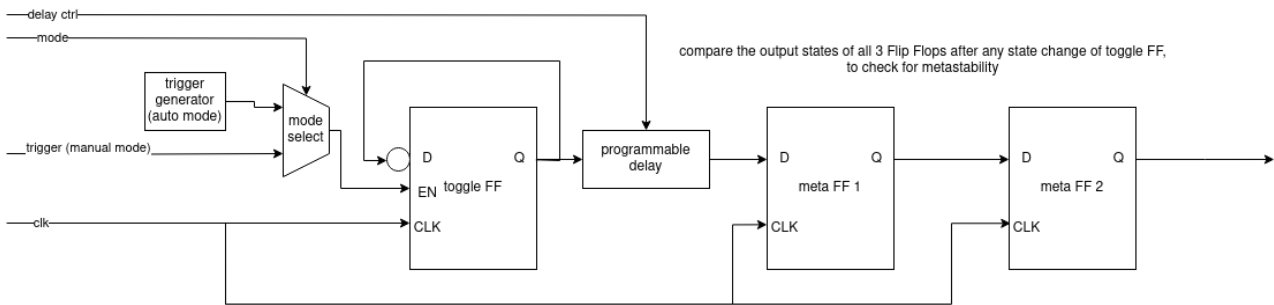 delay ctrl
mode
compare the output states of all 3 Flip Flops after any state change of toggle FF,
to check for metastability
trigger
generator
(auto mode)
mode
select
trigger (manual mode)
D
Q
EN
toggle FF
CLK
programmable
delay
D
Q
meta FF 1
CLK
D
Q
meta FF 2
CLK
clk